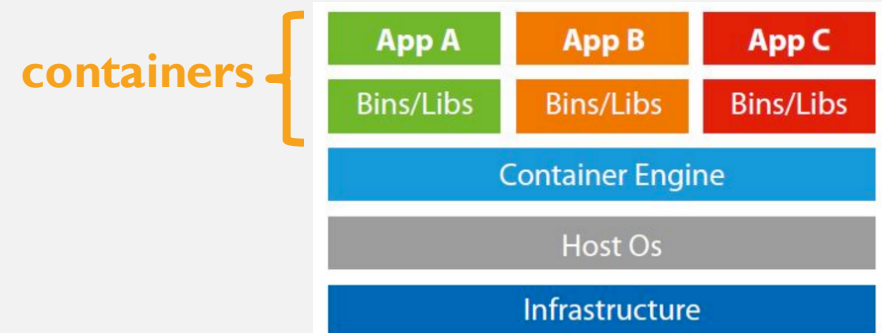 containers
App A App B App C
Bins/Libs Bins/Libs Bins/Libs
Container Engine
Host Os
Infrastructure